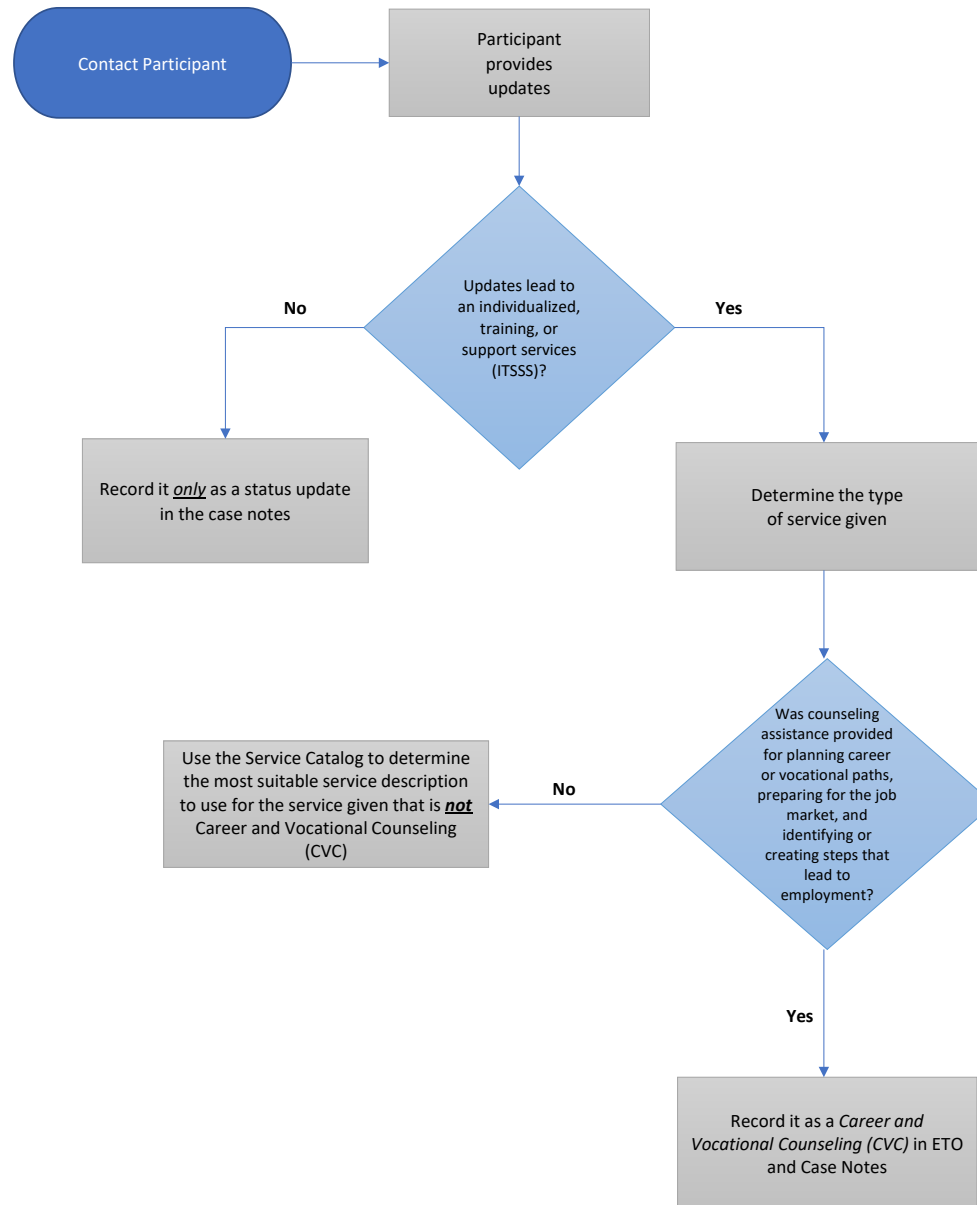 Contact Participant
Participant
provides
updates
Updates lead to
an individualized,
training, or
support services
(ITSSS)?
No
Yes
Record it only as a status update
in the case notes
Determine the type
of service given
Was counseling
assistance provided
for planning career
or vocational paths,
preparing for the job
market, and
identifying or
creating steps that
lead to
employment?
No
Use the Service Catalog to determine
the most suitable service description
to use for the service given that is not
Career and Vocational Counseling
(CVC)
Yes
Record it as a Career and
Vocational Counseling (CVC) in ETO
and Case Notes